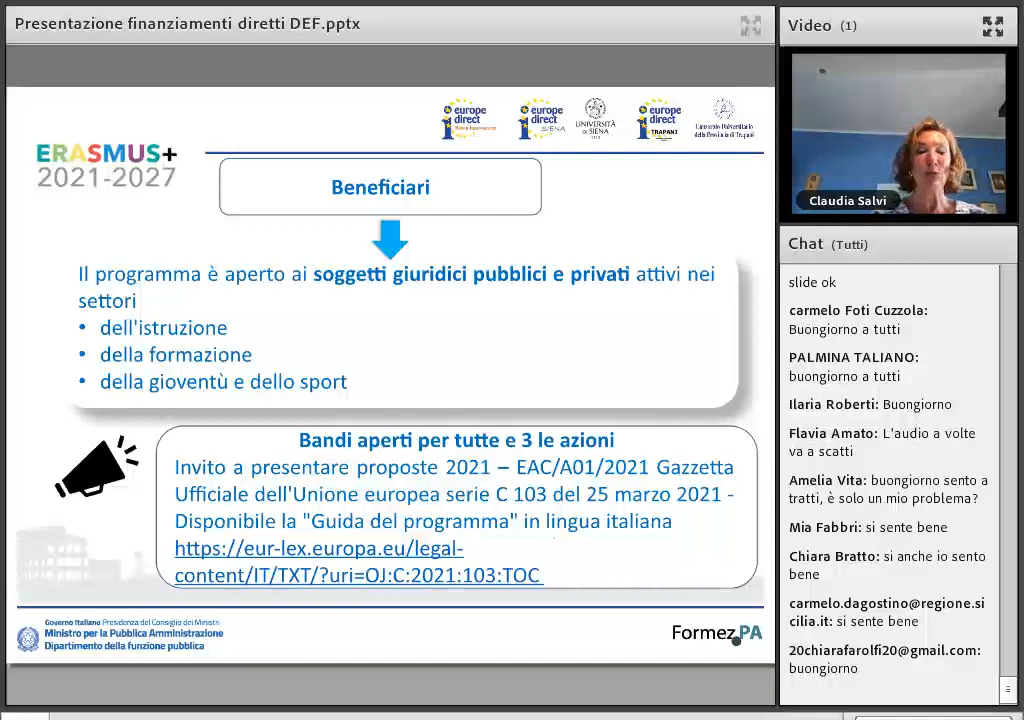 Presentazione finanziamenti diretti DEF.pptx
europe
direct
europe
direct
SIENA
UNIVERSITÀ
DI SIENA
europe
direct
TRAPANI
Consorzio Universitario
della Provincia di Trapani
ERASMUS+
2021-2027
Beneficiari
Il programma è aperto ai soggetti giuridici pubblici e privati attivi nei
settori
• dell'istruzione
• della formazione
• della gioventù e dello sport
Bandi aperti per tutte e 3 le azioni
Invito a presentare proposte 2021 – EAC/A01/2021 Gazzetta
Ufficiale dell'Unione europea serie C 103 del 25 marzo 2021 -
Disponibile la "Guida del programma" in lingua italiana
https://eur-lex.europa.eu/legal-
content/IT/TXT/?uri=OJ:C:2021:103:TOC
Governo Italiano Presidenza del Consiglio dei Ministri
Ministro per la Pubblica Amministrazione
Dipartimento della funzione pubblica
Formez PA
Video (1)
Claudia Salvi
Chat (Tutti)
slide ok
carmelo Foti Cuzzola:
Buongiorno a tutti
PALMINA TALIANO:
buongiorno a tutti
Ilaria Roberti: Buongiorno
Flavia Amato: L'audio a volte
va a scatti
Amelia Vita: buongiorno sento a
tratti, è solo un mio problema?
Mia Fabbri: si sente bene
Chiara Bratto: si anche io sento
bene
carmelo.dagostino@regione.si
cilia.it: si sente bene
20chiarafarolfi20@gmail.com:
buongiorno